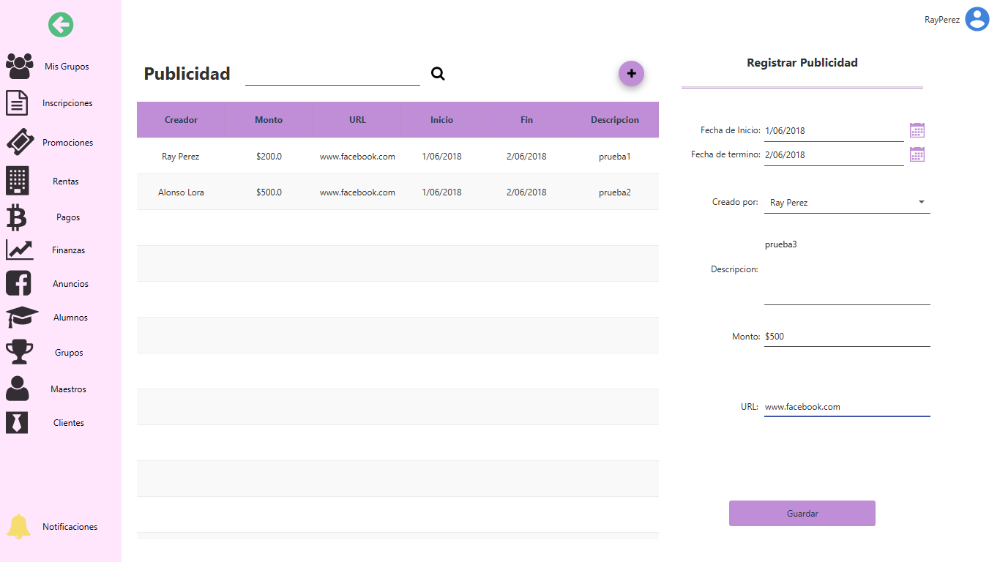 RayPerez
Mis Grupos
Inscripciones
Promociones
Rentas
Pagos
Finanzas
Anuncios
Alumnos
Grupos
Maestros
Clientes
Notificaciones
Publicidad
Creador Monto URL Inicio Fin Descripcion
Ray Perez $200.0 www.facebook.com 1/06/2018 2/06/2018 prueba1
Alonso Lora $500.0 www.facebook.com 1/06/2018 2/06/2018 prueba2
Registrar Publicidad
Fecha de Inicio: 1/06/2018
Fecha de termino: 2/06/2018
Creado por: Ray Perez
prueba3
Descripcion:
Monto: $500
URL: www.facebook.com
Guardar